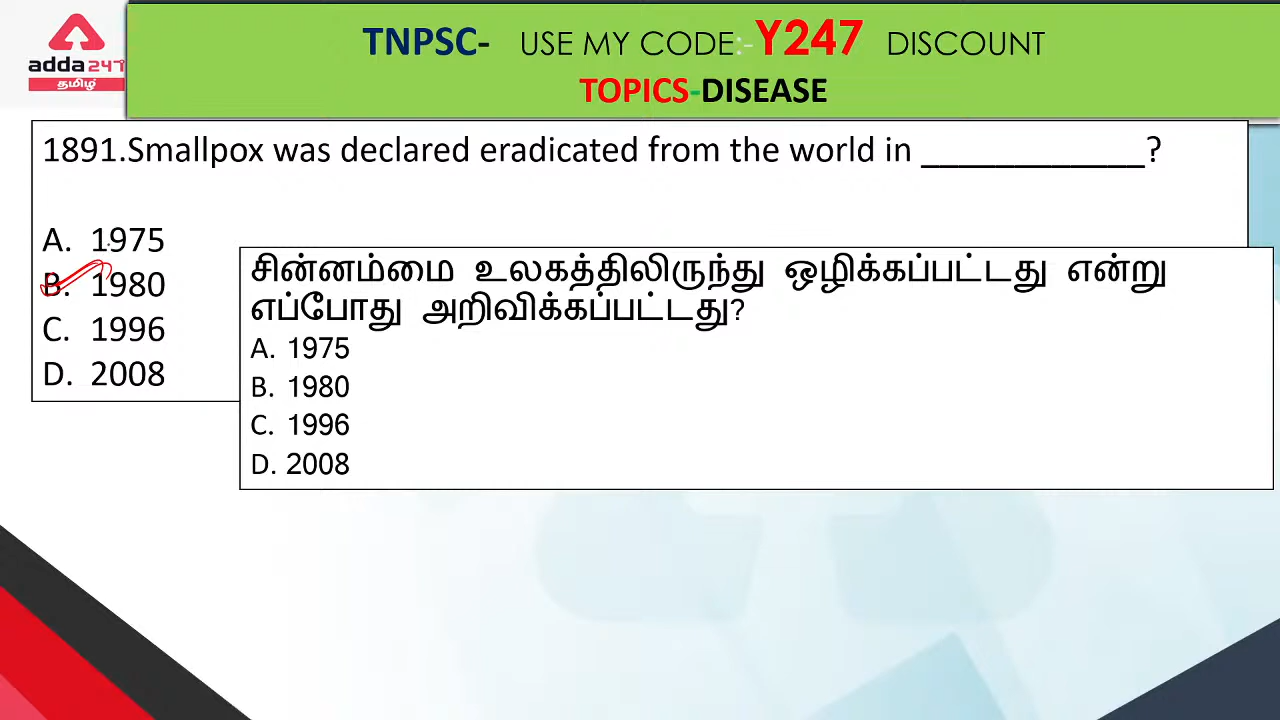 adda247
தமிழ்
TNPSC- USE MY CODE:-Y247 DISCOUNT
TOPICS-DISEASE
1891.Smallpox was declared eradicated from the world in _____________?
A. 1975
B. 1980
C. 1996
D. 2008
சின்னம்மை உலகத்திலிருந்து ஒழிக்கப்பட்டது என்று
எப்போது அறிவிக்கப்பட்டது?
A. 1975
B. 1980
C. 1996
D. 2008